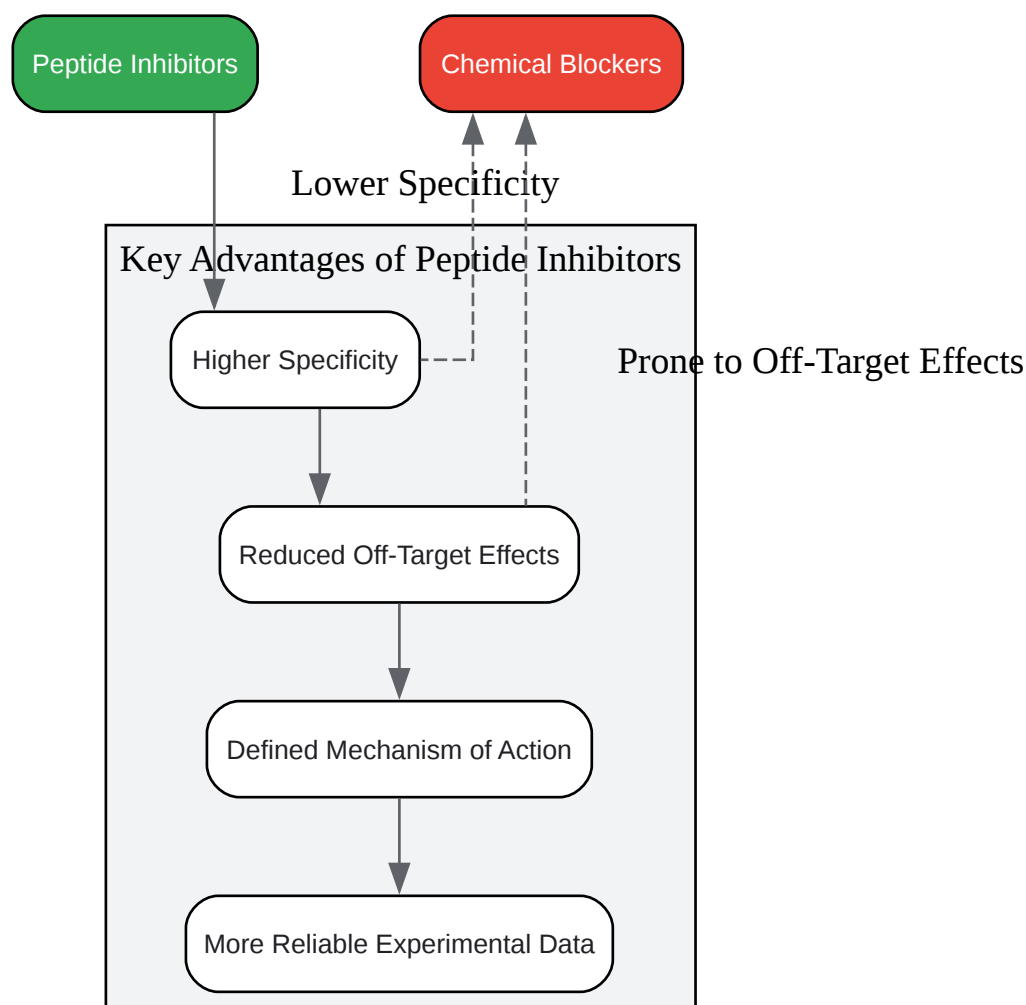 Peptide Inhibitors
Chemical Blockers
Lower Specificity
Key Advantages of Peptide Inhibitors
Higher Specificity
Prone to Off-Target Effects
Reduced Off-Target Effects
Defined Mechanism of Action
More Reliable Experimental Data